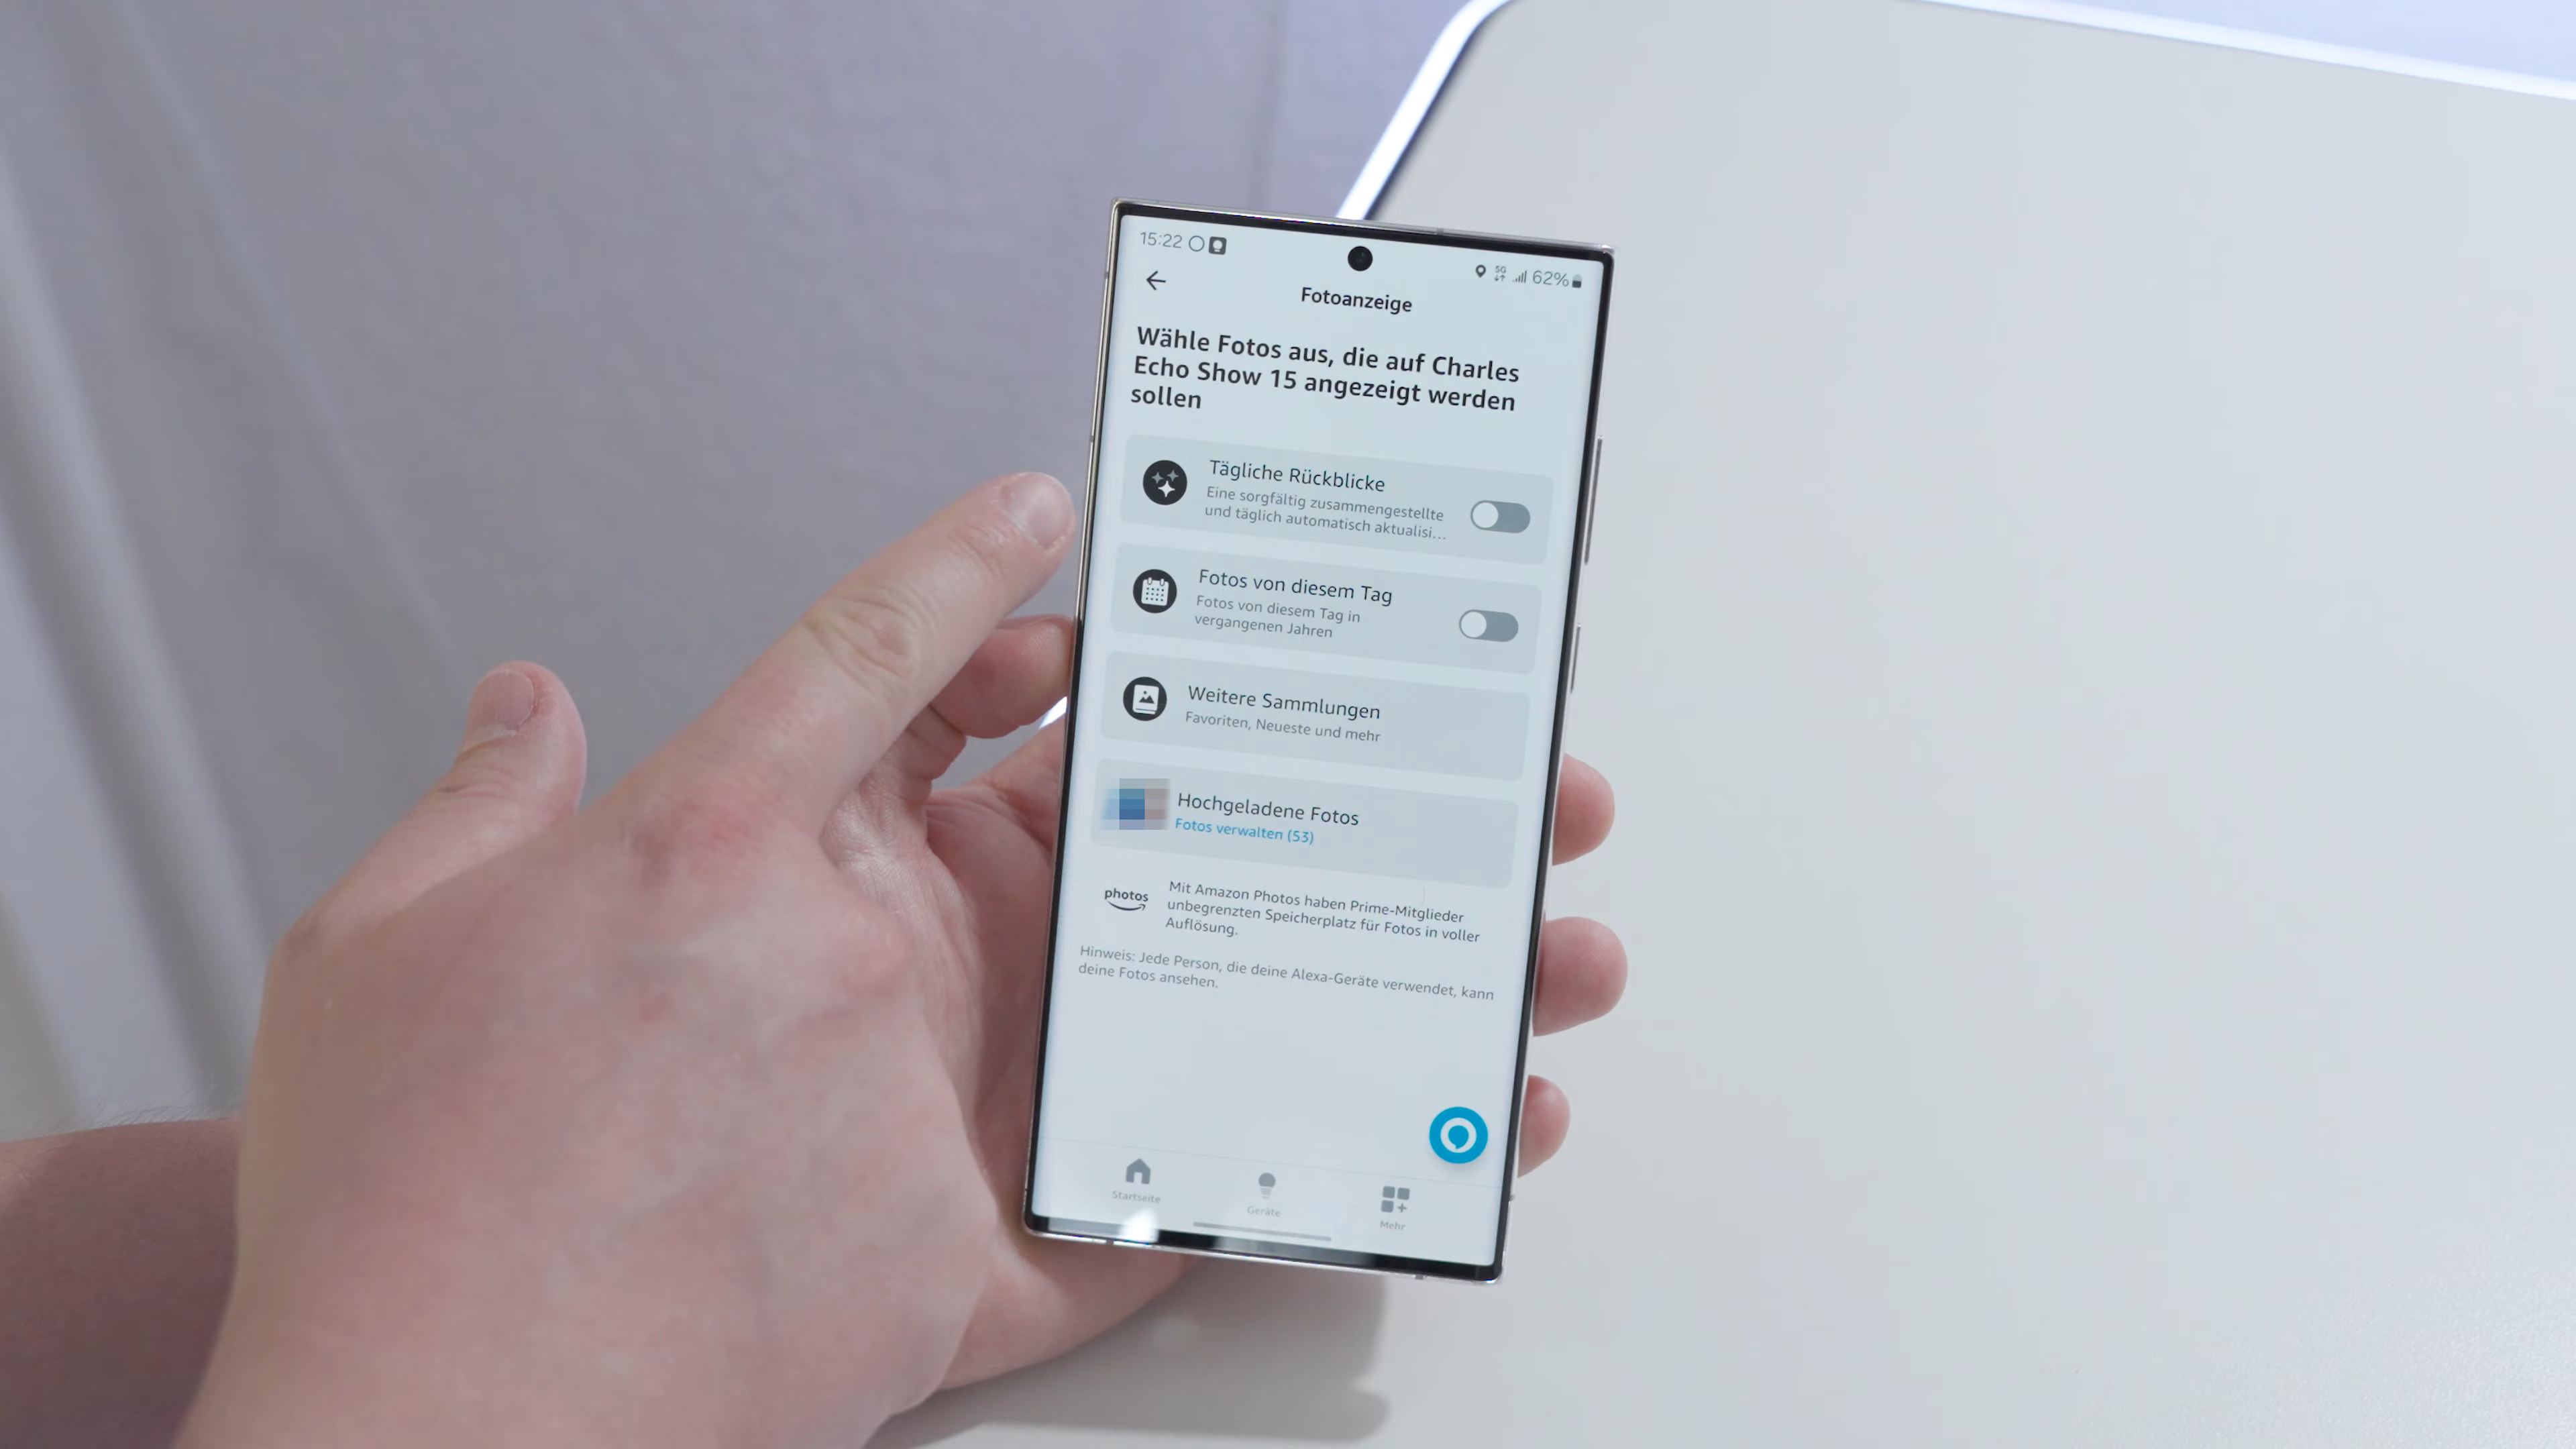 15:22
5G 62%
Fotoanzeige
Wähle Fotos aus, die auf Charles
Echo Show 15 angezeigt werden
sollen
Tägliche Rückblicke
Eine sorgfältig zusammengestellte
und täglich automatisch aktualisi...
Fotos von diesem Tag
Fotos von diesem Tag in
vergangenen Jahren
Weitere Sammlungen
Favoriten, Neueste und mehr
Hochgeladene Fotos
Fotos verwalten (53)
photos
Mit Amazon Photos haben Prime-Mitglieder
unbegrenzten Speicherplatz für Fotos in voller
Auflösung.
Hinweis: Jede Person, die deine Alexa-Geräte verwendet, kann
deine Fotos ansehen.
Startseite
Geräte
Mehr